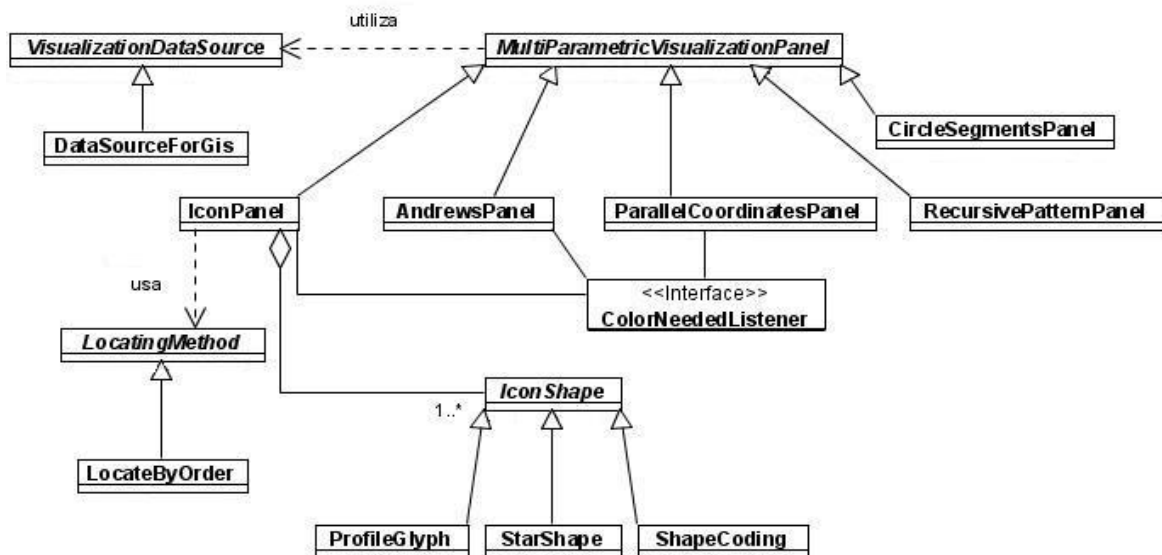 utiliza
VisualizationDataSource
MultiParametricVisualizationPanel
DataSourceForGis
CircleSegmentsPanel
IconPanel
AndrewsPanel
ParallelCoordinatesPanel
RecursivePatternPanel
usa
<<Interface>>
ColorNeededListener
LocatingMethod
IconShape
1..*
LocateByOrder
ProfileGlyph
StarShape
ShapeCoding